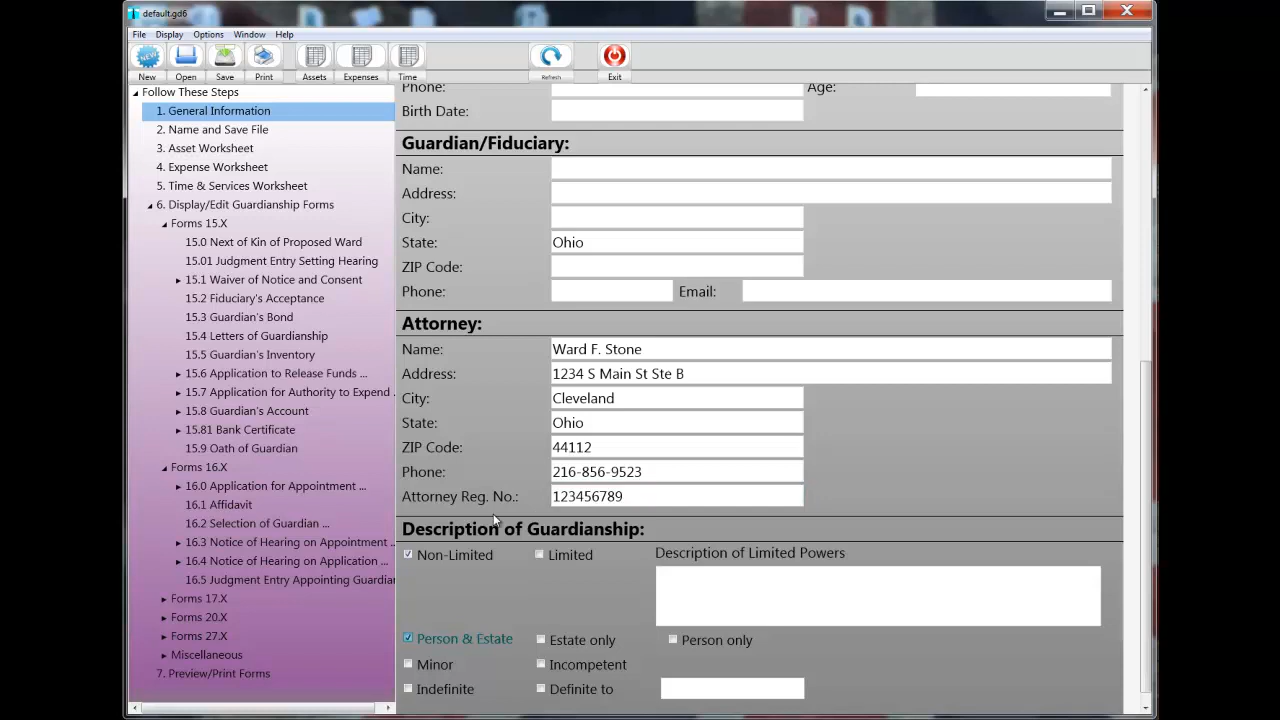 default.gd6
File Display Options Window Help
NEW
New Open Save Print Assets Expenses Time Refresh Exit
Follow These Steps
1. General Information
2. Name and Save File
3. Asset Worksheet
4. Expense Worksheet
5. Time & Services Worksheet
6. Display/Edit Guardianship Forms
Forms 15.X
15.0 Next of Kin of Proposed Ward
15.01 Judgment Entry Setting Hearing
15.1 Waiver of Notice and Consent
15.2 Fiduciary's Acceptance
15.3 Guardian's Bond
15.4 Letters of Guardianship
15.5 Guardian's Inventory
15.6 Application to Release Funds ...
15.7 Application for Authority to Expend .
15.8 Guardian's Account
15.81 Bank Certificate
15.9 Oath of Guardian
Forms 16.X
16.0 Application for Appointment ...
16.1 Affidavit
16.2 Selection of Guardian ...
16.3 Notice of Hearing on Appointment .
16.4 Notice of Hearing on Application ...
16.5 Judgment Entry Appointing Guardian
Forms 17.X
Forms 20.X
Forms 27.X
Miscellaneous
7. Preview/Print Forms
Phone: Age:
Birth Date:
Guardian/Fiduciary:
Name:
Address:
City:
State: Ohio
ZIP Code:
Phone: Email:
Attorney:
Name: Ward F. Stone
Address: 1234 S Main St Ste B
City: Cleveland
State: Ohio
ZIP Code: 44112
Phone: 216-856-9523
Attorney Reg. No.: 123456789
Description of Guardianship:
Non-Limited Limited Description of Limited Powers
Person & Estate Estate only Person only
Minor Incompetent
Indefinite Definite to